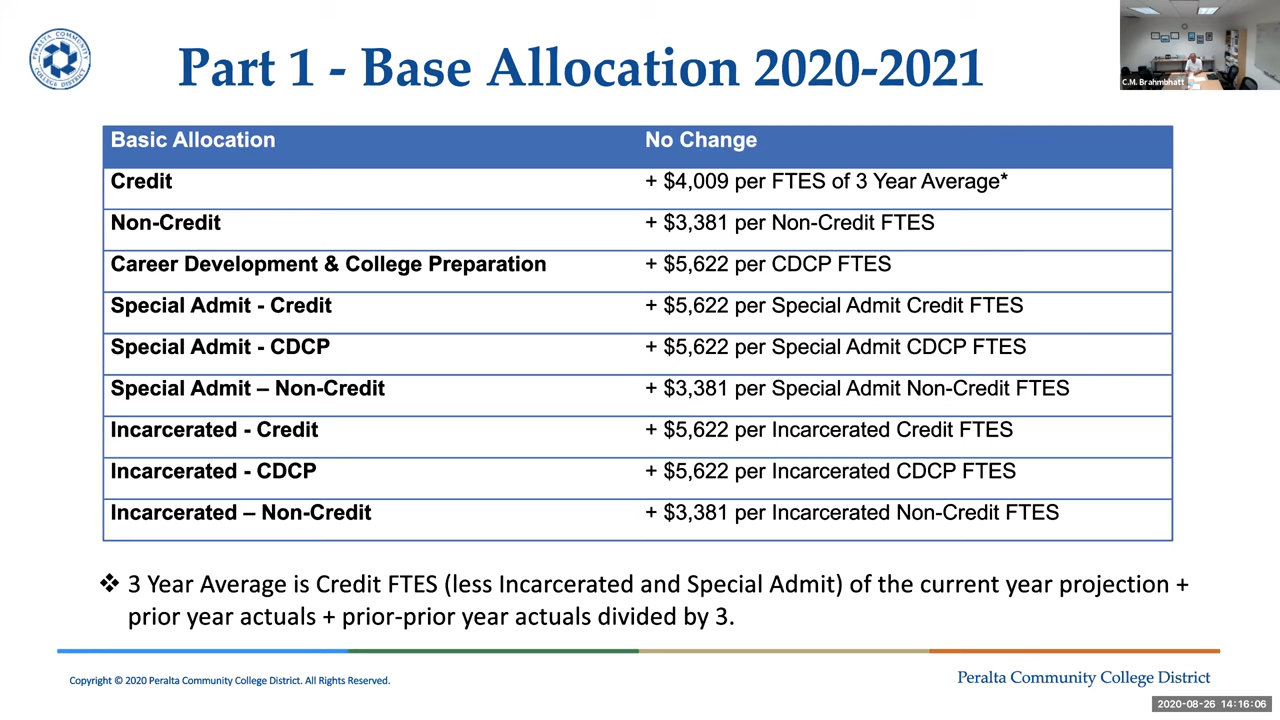 PERALTA COMMUNITY
COLLEGE DISTRICT
Part 1 - Base Allocation 2020-2021
C.M. Brahmbhatt
Basic Allocation No Change
Credit + $4,009 per FTES of 3 Year Average*
Non-Credit + $3,381 per Non-Credit FTES
Career Development & College Preparation + $5,622 per CDCP FTES
Special Admit - Credit + $5,622 per Special Admit Credit FTES
Special Admit - CDCP + $5,622 per Special Admit CDCP FTES
Special Admit – Non-Credit + $3,381 per Special Admit Non-Credit FTES
Incarcerated - Credit + $5,622 per Incarcerated Credit FTES
Incarcerated - CDCP + $5,622 per Incarcerated CDCP FTES
Incarcerated – Non-Credit + $3,381 per Incarcerated Non-Credit FTES
❖ 3 Year Average is Credit FTES (less Incarcerated and Special Admit) of the current year projection +
prior year actuals + prior-prior year actuals divided by 3.
Copyright © 2020 Peralta Community College District. All Rights Reserved.
Peralta Community College District
2020-08-26 14:16:06